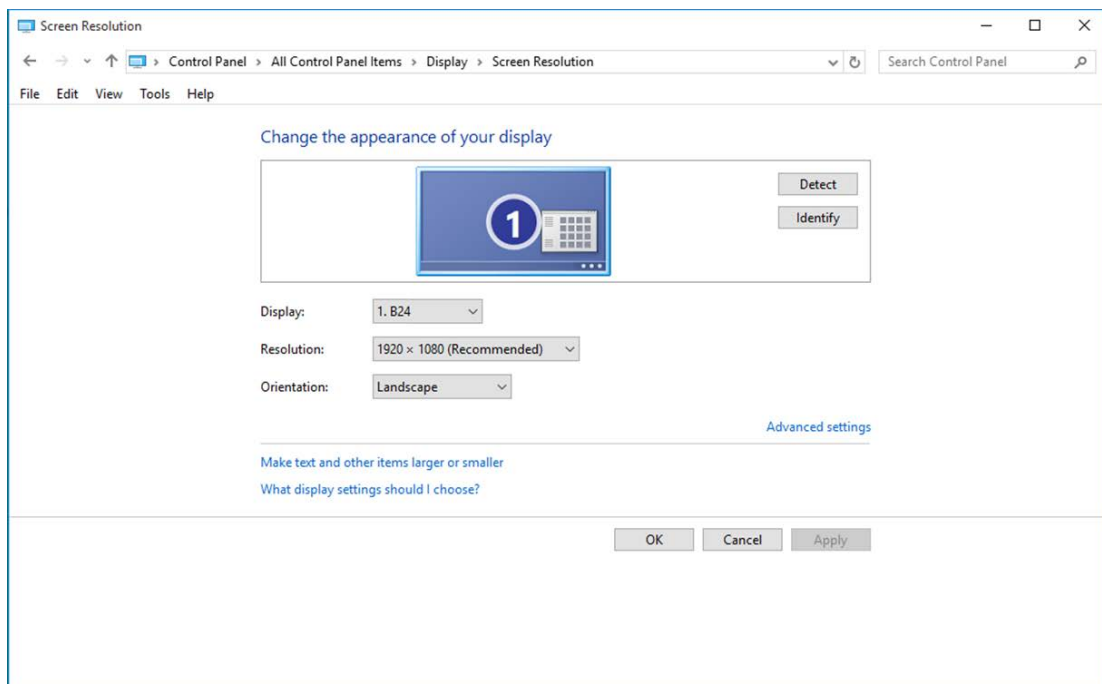 Screen Resolution
Control Panel > All Control Panel Items > Display > Screen Resolution
Search Control Panel
File Edit View Tools Help
Change the appearance of your display
1
Detect
Identify
Display: 1. B24
Resolution: 1920 × 1080 (Recommended)
Orientation: Landscape
Advanced settings
Make text and other items larger or smaller
What display settings should I choose?
OK Cancel Apply